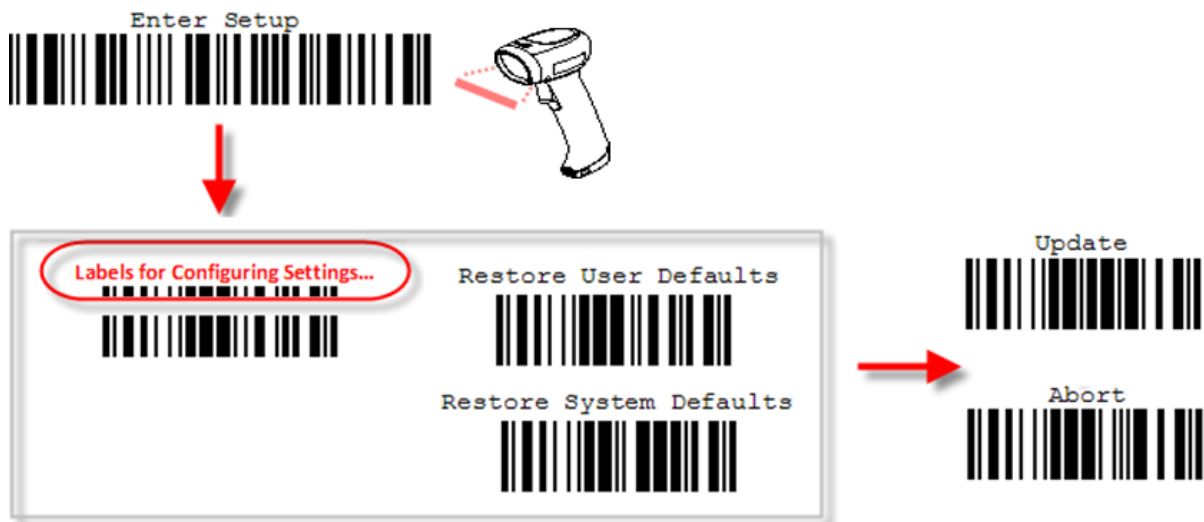 Enter Setup
Labels for Configuring Settings...
Restore User Defaults
Restore System Defaults
Update
Abort